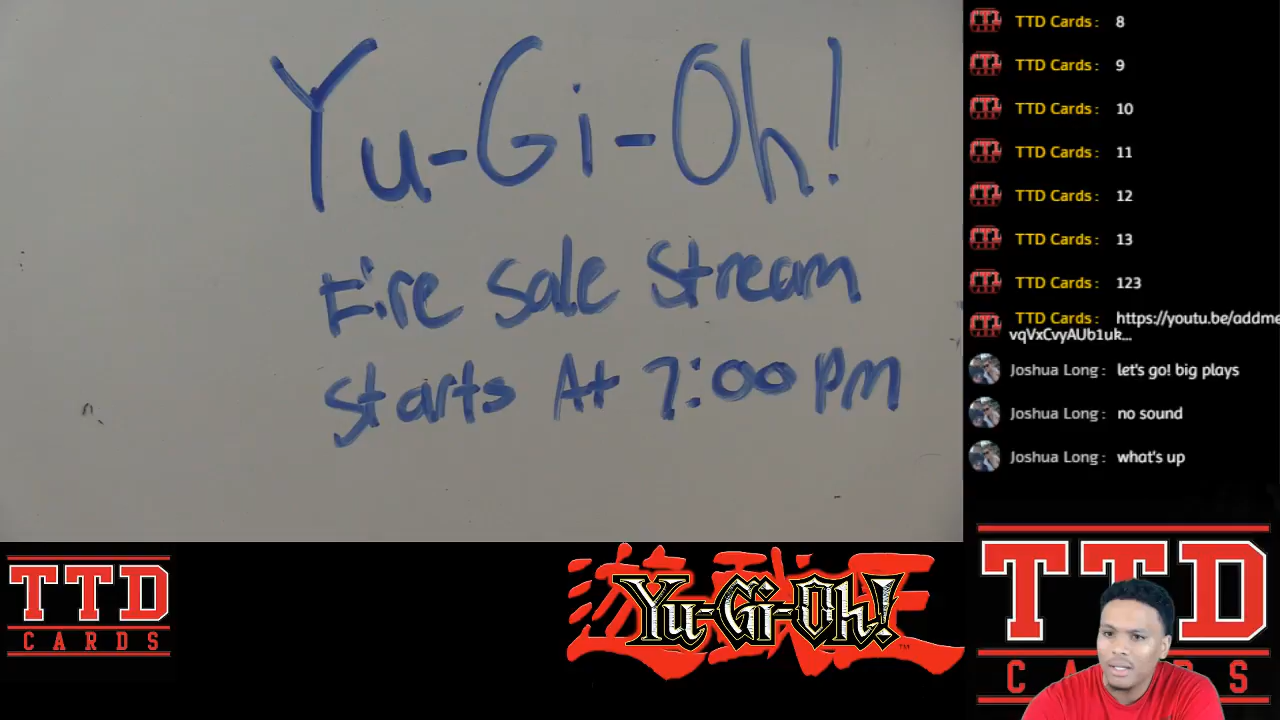 Yu-Gi-Oh!
Fire Sale Stream
Starts At 7:00 PM
TTD Cards : 8
TTD Cards : 9
TTD Cards : 10
TTD Cards : 11
TTD Cards : 12
TTD Cards : 13
TTD Cards : 123
TTD Cards : https://youtu.be/addme
vqVxCvyAUb1uk...
Joshua Long : let's go! big plays
Joshua Long : no sound
Joshua Long : what's up
TTD
CARDS
Yu-Gi-Oh!
TM
TTD